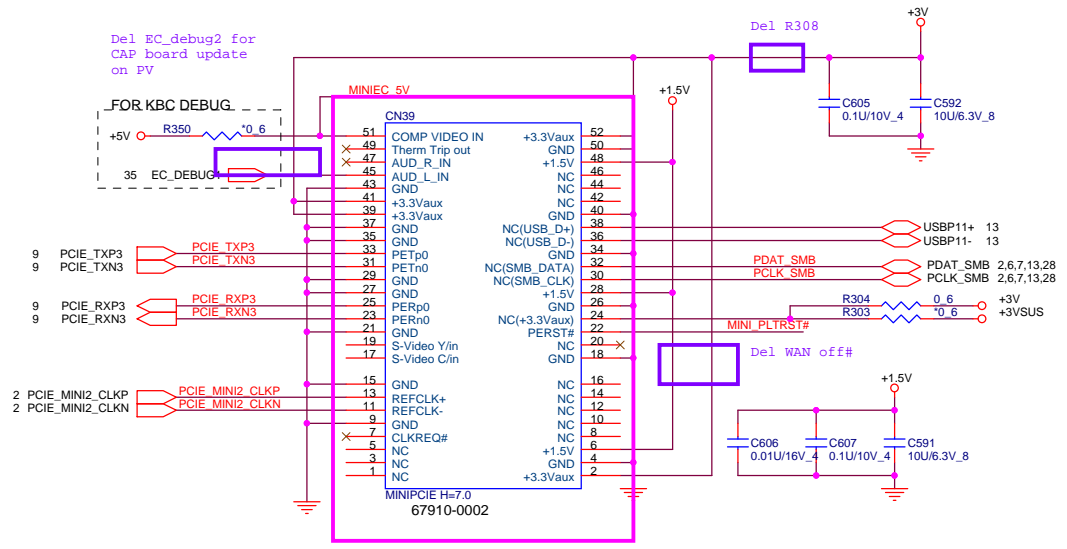 Del EC_debug2 for
CAP board update
on PV
Del R308
+3V
C605
0.1U/10V_4
C592
10U/6.3V_8
MINIEC_5V
+1.5V
FOR KBC DEBUG
+5V
R350
*0_6
35 EC_DEBUG1
CN39
51 COMP VIDEO IN
49 Therm Trip out
47 AUD_R_IN
45 AUD_L_IN
43 GND
41 +3.3Vaux
39 +3.3Vaux
37 GND
35 GND
33 PETp0
31 PETn0
29 GND
27 GND
25 PERp0
23 PERn0
21 GND
19 S-Video Y/in
17 S-Video C/in
15 GND
13 REFCLK+
11 REFCLK-
9 GND
7 CLKREQ#
5 NC
3 NC
1 NC
+3.3Vaux 52
GND 50
+1.5V 48
NC 46
NC 44
NC 42
GND 40
NC(USB_D+) 38
NC(USB_D-) 36
GND 34
NC(SMB_DATA) 32
NC(SMB_CLK) 30
+1.5V 28
GND 26
NC(+3.3Vaux) 24
PERST# 22
NC 20
GND 18
NC 16
NC 14
NC 12
NC 10
NC 8
+1.5V 6
GND 4
+3.3Vaux 2
MINIPCIE H=7.0
67910-0002
9 PCIE_TXP3 PCIE_TXP3
9 PCIE_TXN3 PCIE_TXN3
9 PCIE_RXP3 PCIE_RXP3
9 PCIE_RXN3 PCIE_RXN3
2 PCIE_MINI2_CLKP PCIE_MINI2_CLKP
2 PCIE_MINI2_CLKN PCIE_MINI2_CLKN
USBP11+ 13
USBP11- 13
PDAT_SMB PDAT_SMB 2,6,7,13,28
PCLK_SMB PCLK_SMB 2,6,7,13,28
R304 0_6 +3V
R303 *0_6 +3VSUS
MINI_PLTRST#
Del WAN off#
+1.5V
C606
0.01U/16V_4
C607
0.1U/10V_4
C591
10U/6.3V_8